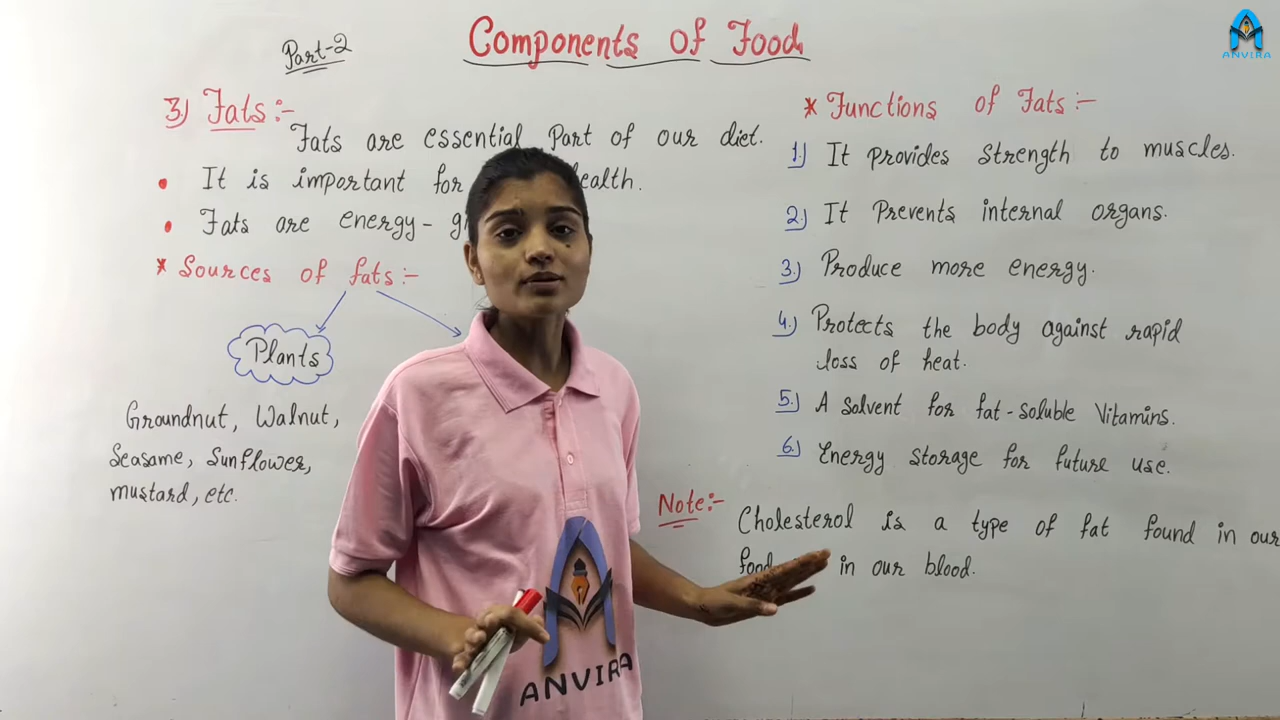 Part-2
Components of Food
3) Fats:-
Fats are essential Part of our diet.
• It is important for health.
• Fats are energy-
* Sources of fats:-
Plants
Groundnut, Walnut,
Seasame, Sunflower,
mustard, etc.
* Functions of Fats:-
1.) It Provides Strength to muscles.
2.) It Prevents internal organs.
3.) Produce more energy.
4.) Protects the body against rapid
loss of heat.
5.) A Solvent for fat-soluble Vitamins.
6.) Energy storage for future use.
Note:- Cholesterol is a type of fat found in our
food in our blood.
ANVIRA
ANVIRA